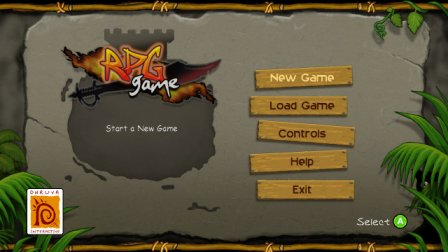 RPG
game
Start a New Game
New Game
Load Game
Controls
Help
Exit
DHRUVA
INTERACTIVE
Select A